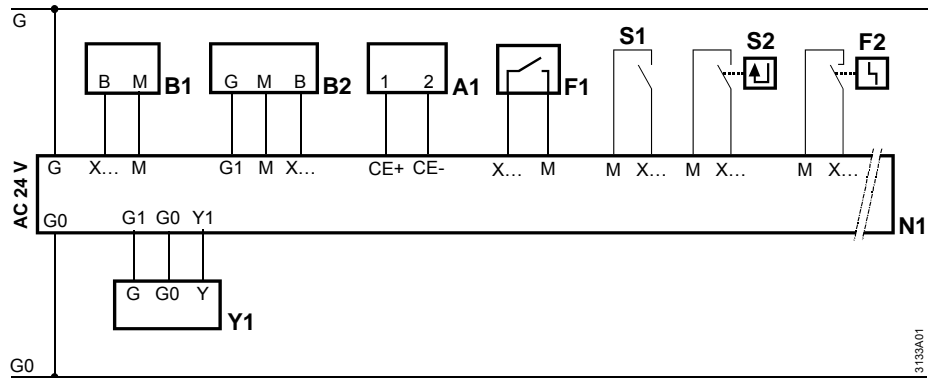 G
S1 S2 F2
B M B1
G M B B2
1 2 A1
F1
AC 24 V
G X... M G1 M X... CE+ CE- X... M M X... M X... M X...
G0 G1 G0 Y1 N1
G G0 Y Y1
G0
3133A01